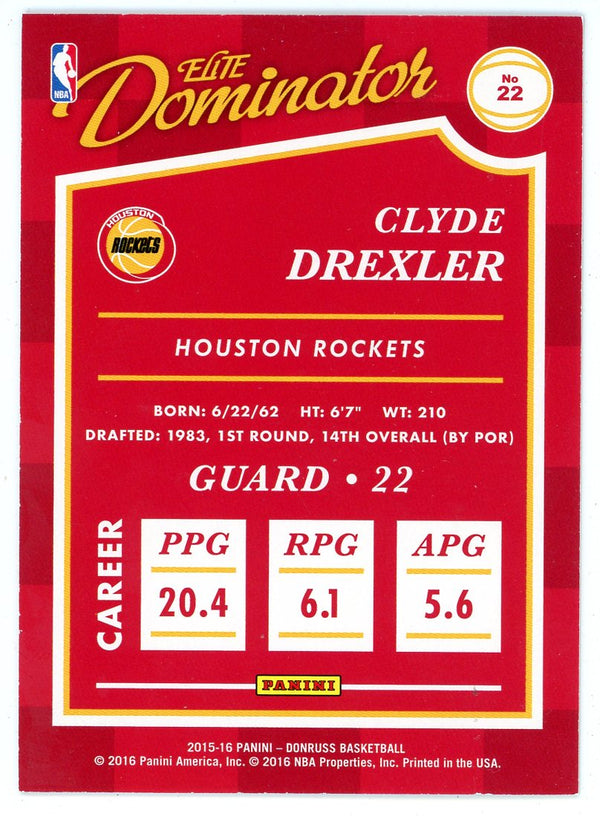 NBA
ELITE
Dominator
No
22
HOUSTON
ROCKETS
CLYDE
DREXLER
HOUSTON ROCKETS
BORN: 6/22/62 HT: 6'7" WT: 210
DRAFTED: 1983, 1ST ROUND, 14TH OVERALL (BY POR)
GUARD • 22
CAREER
PPG RPG APG
20.4 6.1 5.6
PANINI
2015-16 PANINI – DONRUSS BASKETBALL
© 2016 Panini America, Inc. © 2016 NBA Properties, Inc. Printed in the USA.